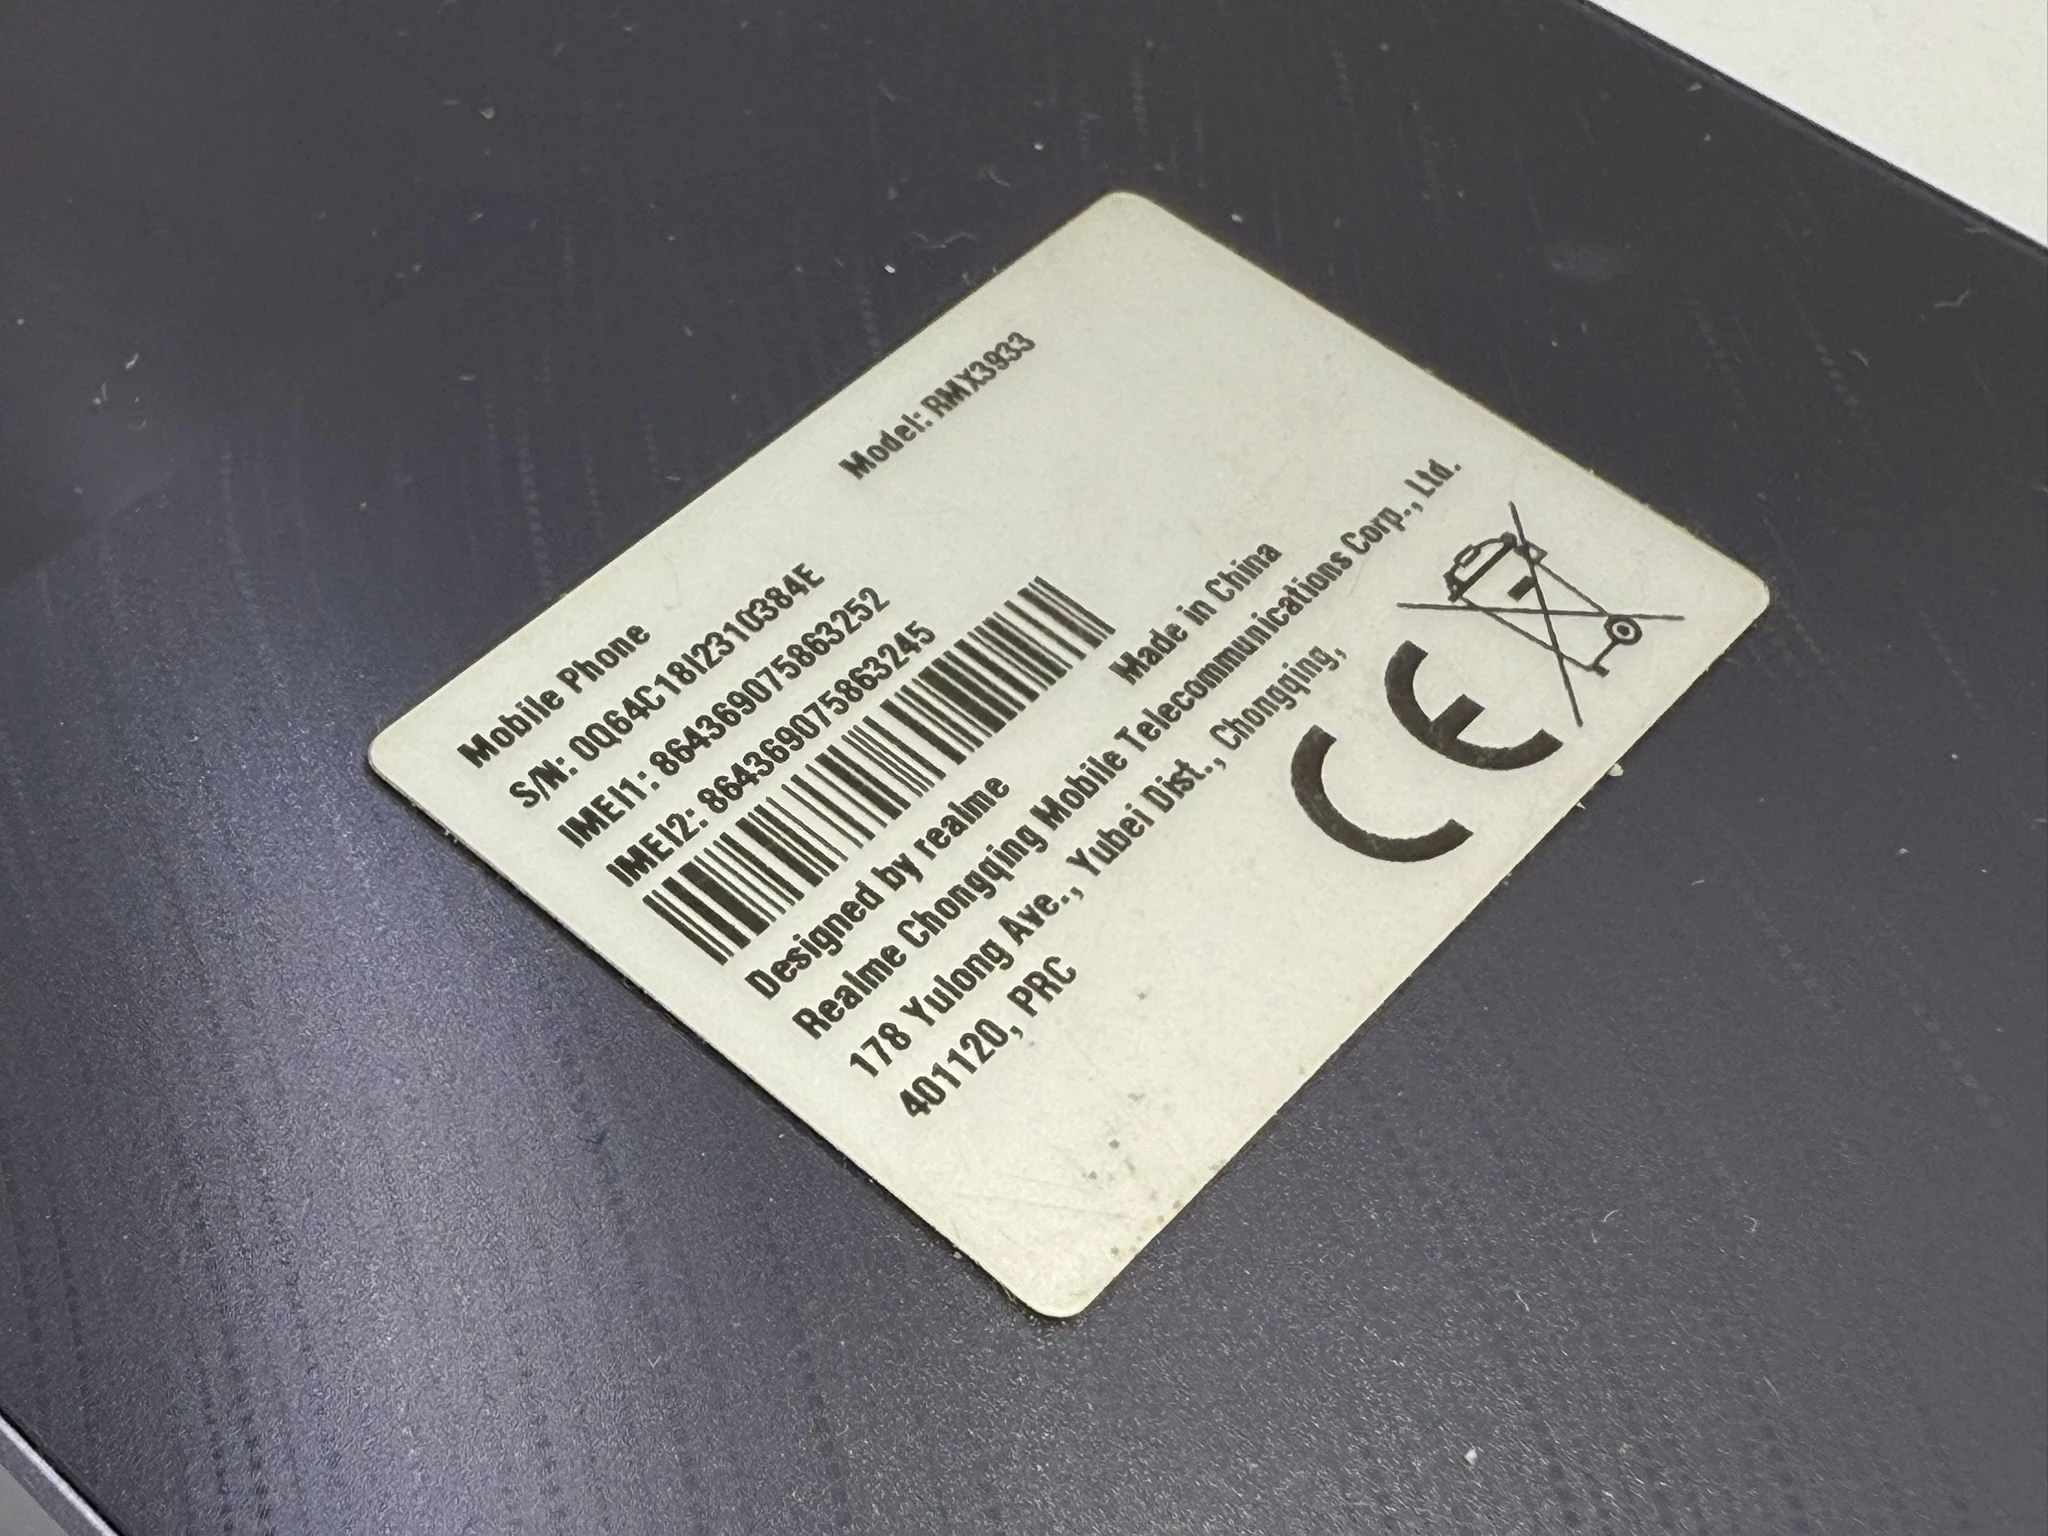 Mobile Phone Model: RMX3933
S/N: 0Q64C18I2310384E
IMEI1: 864369075863252
IMEI2: 864369075863245
Designed by realme Made in China
Realme Chongqing Mobile Telecommunications Corp., Ltd.
178 Yulong Ave., Yubei Dist., Chongqing,
401120, PRC
CE